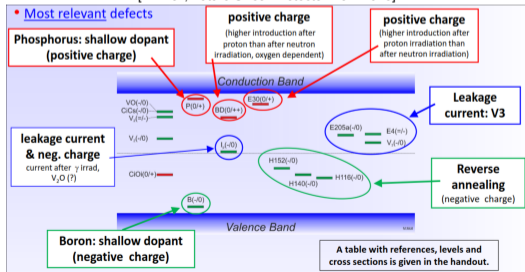 • Most relevant defects
Phosphorus: shallow dopant
(positive charge)
positive charge
(higher introduction after
proton than after neutron
irradiation, oxygen dependent)
positive charge
(higher introduction after
proton irradiation than
after neutron irradiation)
Conduction Band
VO(-/0)
P(0/+)
BD(0/++)
E30(0/+)
CiCs(-/0)
V₂(=/-)
V₂(-/0)
Leakage
current: V3
E205a(-/0)
E4(=/-)
V₃(-/0)
leakage current
& neg. charge
current after γ irrad,
V₂O (?)
Iₚ(-/0)
H152(-/0)
H140(-/0)
H116(-/0)
CiOi(0/+)
Reverse
annealing
(negative charge)
B(-/0)
Boron: shallow dopant
(negative charge)
Valence Band
A table with references, levels and
cross sections is given in the handout.